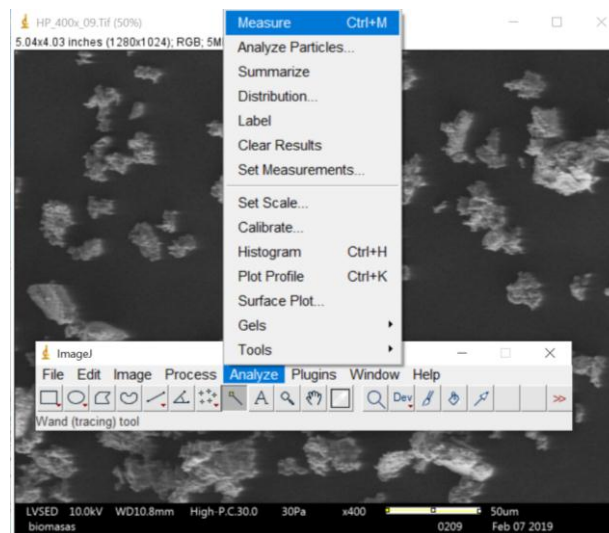 HP_400x_09.Tif (50%)
5.04x4.03 inches (1280x1024); RGB; 5M
Measure Ctrl+M
Analyze Particles...
Summarize
Distribution...
Label
Clear Results
Set Measurements...
Set Scale...
Calibrate...
Histogram Ctrl+H
Plot Profile Ctrl+K
Surface Plot...
Gels
Tools
ImageJ
File Edit Image Process Analyze Plugins Window Help
A Dev >>
Wand (tracing) tool
LVSED 10.0kV WD10.8mm High-P.C.30.0 30Pa x400 50um
biomasas 0209 Feb 07 2019